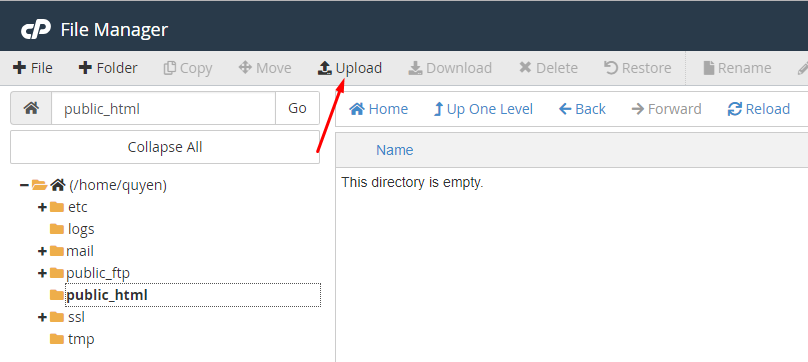 cP File Manager
File Folder Copy Move Upload Download Delete Restore Rename
public_html Go
Home Up One Level Back Forward Reload
Collapse All
Name
This directory is empty.
(/home/quyen)
etc
logs
mail
public_ftp
public_html
ssl
tmp